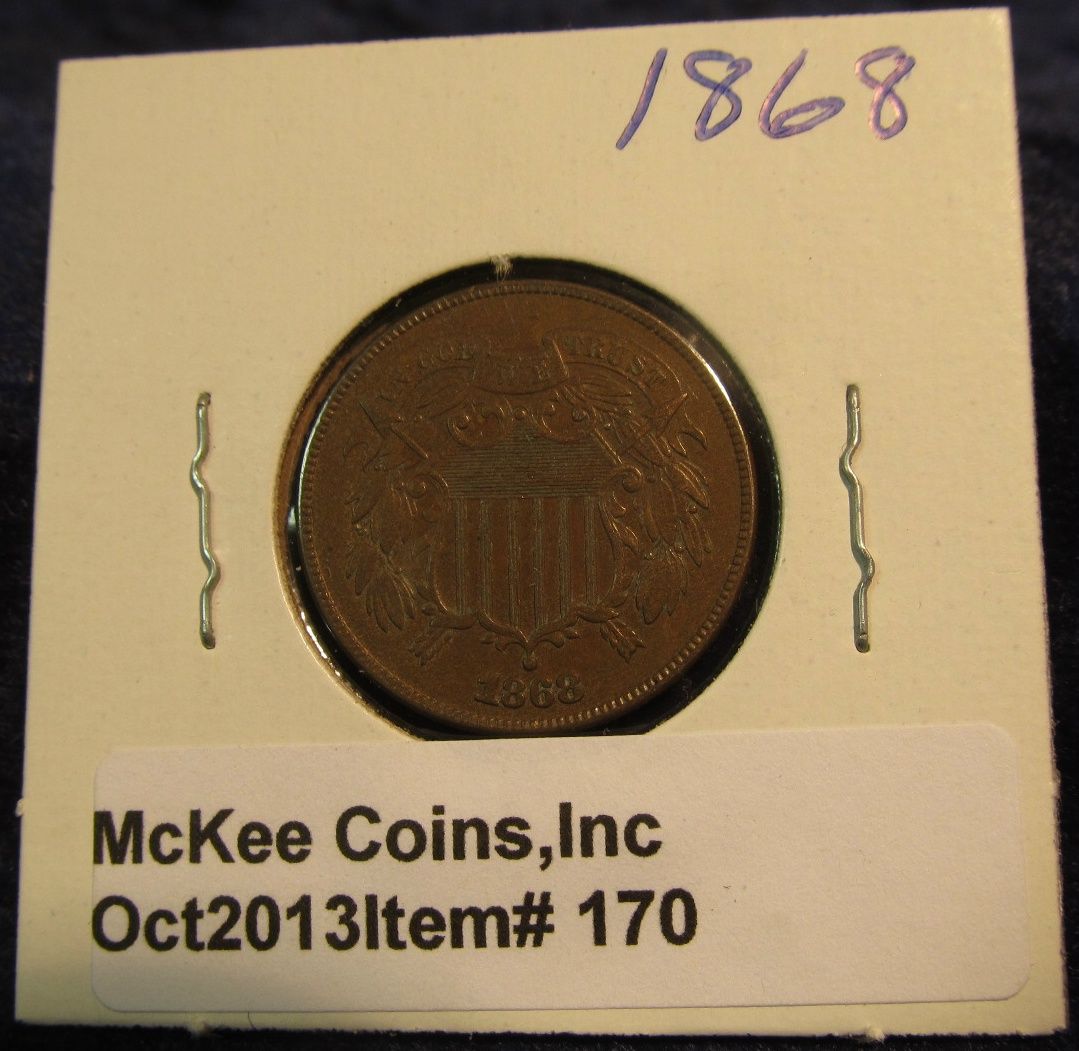 1868
IN GOD WE TRUST
1868
McKee Coins,Inc
Oct2013Item# 170